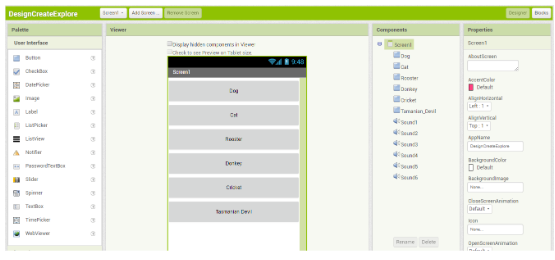 DesignCreateExplore
Screen1
Add Screen ...
Remove Screen
Designer
Blocks
Palette
User Interface
Button
CheckBox
DatePicker
Image
Label
ListPicker
ListView
Notifier
PasswordTextBox
Slider
Spinner
TextBox
TimePicker
WebViewer
Viewer
Display hidden components in Viewer
Check to see Preview on Tablet size
9:48
Screen1
Dog
Cat
Rooster
Donkey
Cricket
Tasmanian Devil
Components
Screen1
Dog
Cat
Rooster
Donkey
Cricket
Tasmanian_Devil
Sound1
Sound2
Sound3
Sound4
Sound5
Sound6
Rename Delete
Properties
Screen1
AboutScreen
AccentColor
Default
AlignHorizontal
Left : 1
AlignVertical
Top : 1
AppName
DesignCreateExplore
BackgroundColor
Default
BackgroundImage
None...
CloseScreenAnimation
Default
Icon
None...
OpenScreenAnimation
Default